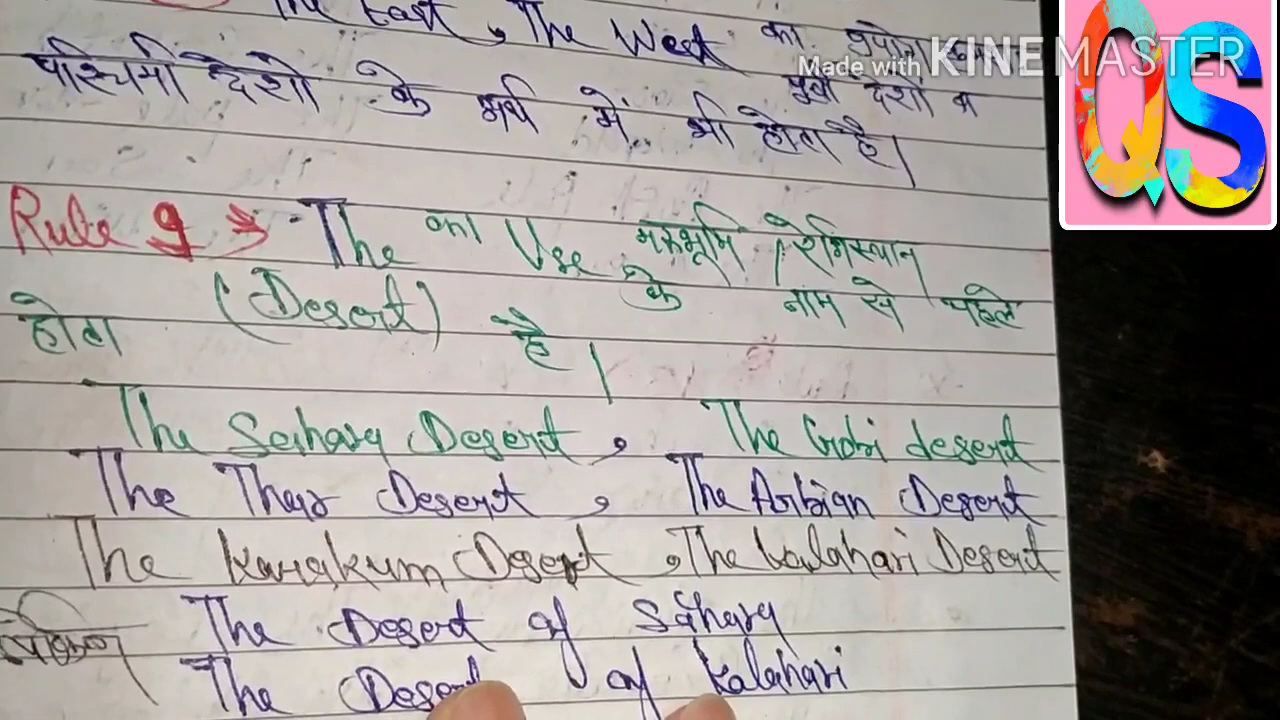 The East, The West का प्रयोग
Made with KINEMASTER
QS
पश्चिमी देशो के अर्थ में भी होता है।
पूर्वी देशो व
Rule 9 → The का Use मरूभूमि / रेगिस्तान
होता (Desert) है। के नाम से पहले
The Sahara Desert, The Gobi desert
The Thar Desert, The Arbian Desert
The Karakum Desert, The Kalahari Desert
The Desert of Sahara
The Desert of Kalahari